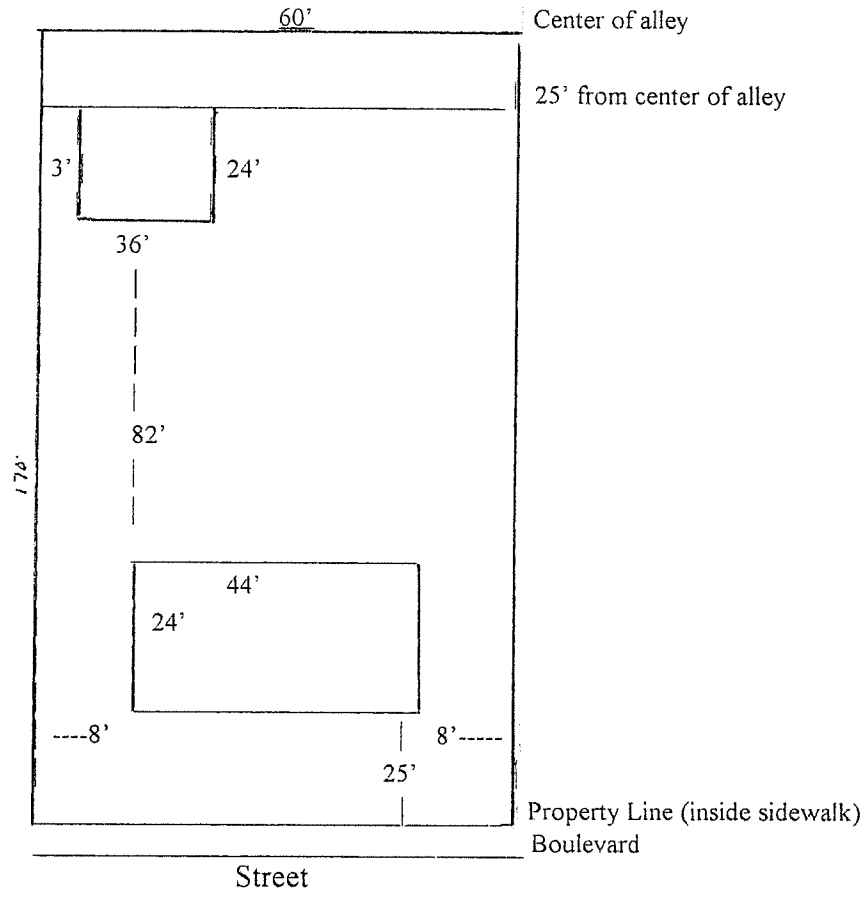 60'
Center of alley
25' from center of alley
3'
24'
36'
82'
170'
44'
24'
----8'
8'-----
25'
Property Line (inside sidewalk)
Boulevard
Street